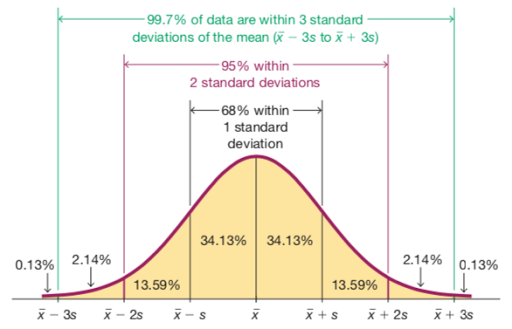 99.7% of data are within 3 standard
deviations of the mean (x̄ − 3s to x̄ + 3s)
95% within
2 standard deviations
68% within
1 standard
deviation
34.13% 34.13%
0.13% 2.14% 2.14% 0.13%
13.59% 13.59%
x̄ − 3s x̄ − 2s x̄ − s x̄ x̄ + s x̄ + 2s x̄ + 3s